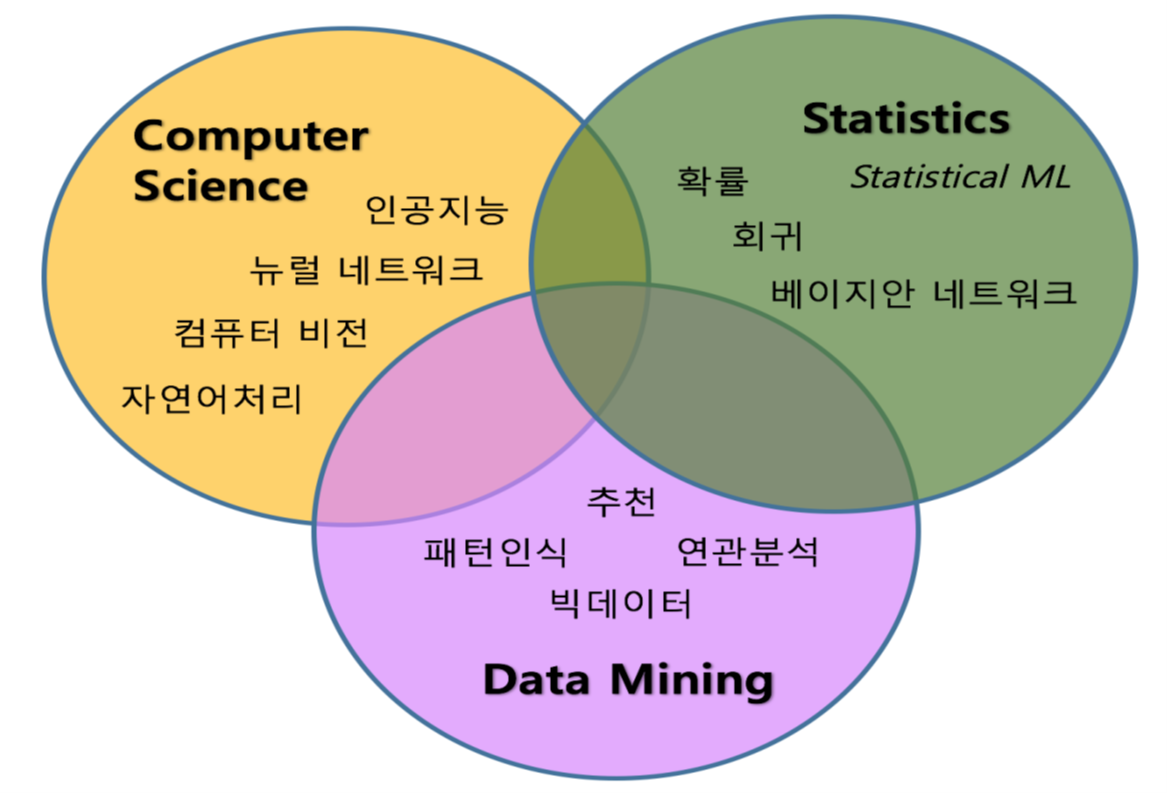 Computer
Science
인공지능
뉴럴 네트워크
컴퓨터 비전
자연어처리
Statistics
Statistical ML
확률
회귀
베이지안 네트워크
추천
패턴인식
연관분석
빅데이터
Data Mining